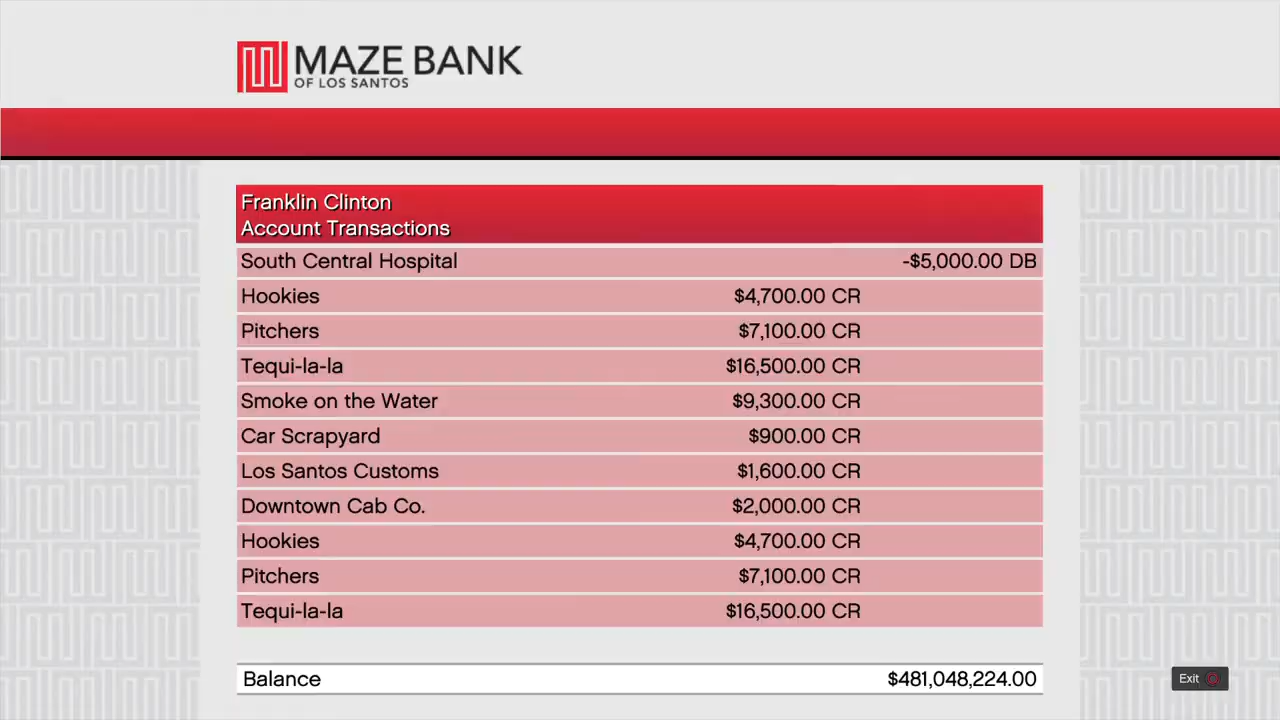 MAZE BANK
OF LOS SANTOS
Franklin Clinton
Account Transactions
South Central Hospital -$5,000.00 DB
Hookies $4,700.00 CR
Pitchers $7,100.00 CR
Tequi-la-la $16,500.00 CR
Smoke on the Water $9,300.00 CR
Car Scrapyard $900.00 CR
Los Santos Customs $1,600.00 CR
Downtown Cab Co. $2,000.00 CR
Hookies $4,700.00 CR
Pitchers $7,100.00 CR
Tequi-la-la $16,500.00 CR
Balance $481,048,224.00
Exit